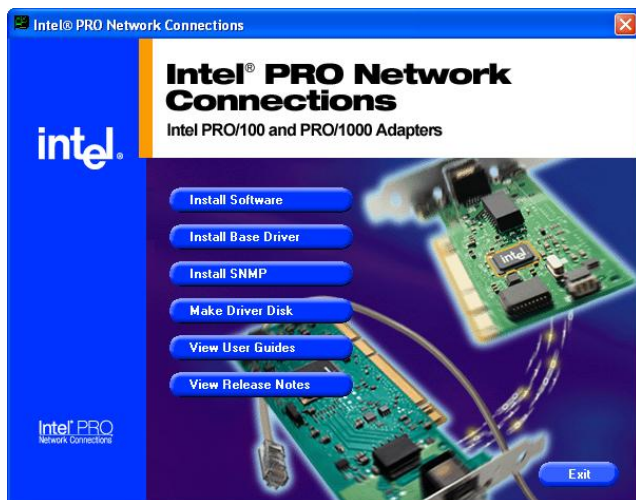 Intel® PRO Network Connections
Intel® PRO Network
Connections
Intel PRO/100 and PRO/1000 Adapters
intel®
Install Software
Install Base Driver
Install SNMP
Make Driver Disk
View User Guides
View Release Notes
intel
Intel® PRO
Network Connections
Exit